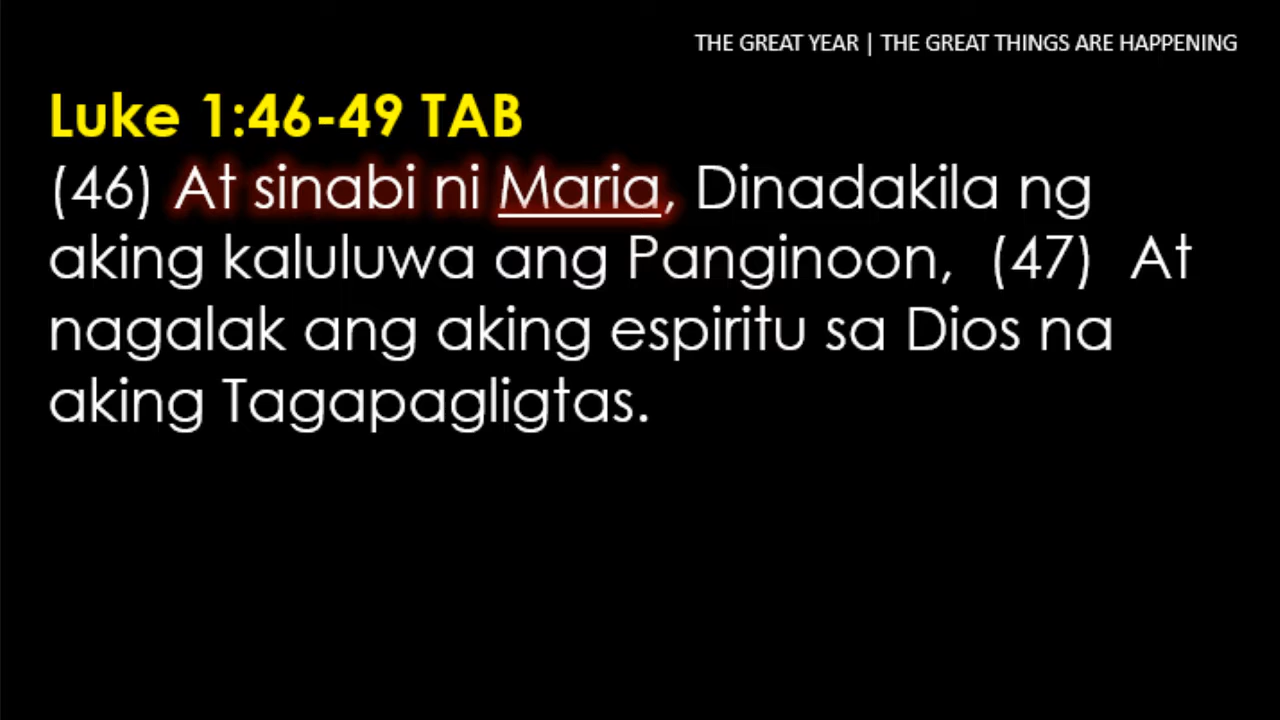 THE GREAT YEAR | THE GREAT THINGS ARE HAPPENING
Luke 1:46-49 TAB
(46) At sinabi ni Maria, Dinadakila ng
aking kaluluwa ang Panginoon, (47) At
nagalak ang aking espiritu sa Dios na
aking Tagapagligtas.